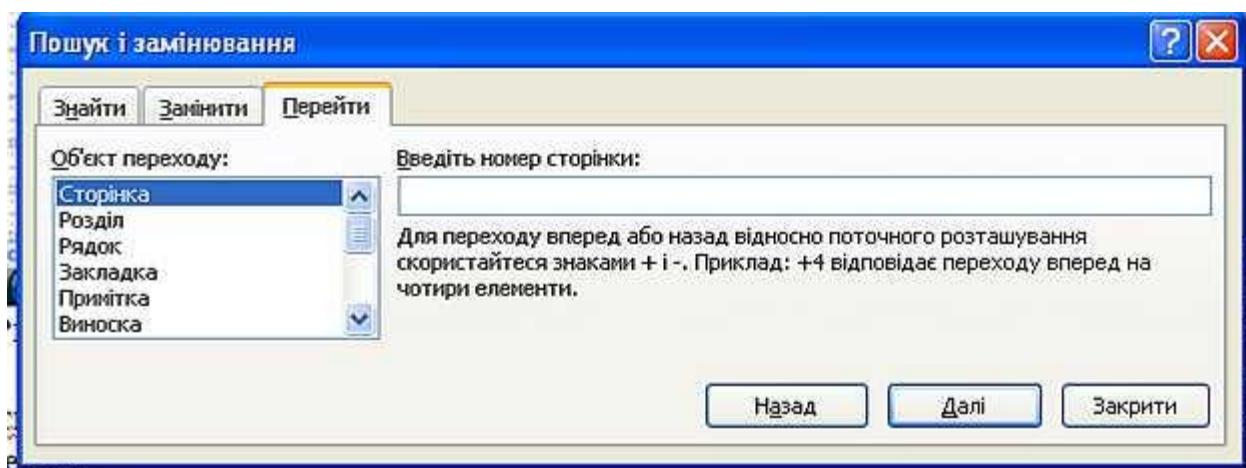 Пошук і замінювання
Знайти Замінити Перейти
Об'єкт переходу:
Сторінка
Розділ
Рядок
Закладка
Примітка
Виноска
Введіть номер сторінки:
Для переходу вперед або назад відносно поточного розташування
скористайтеся знаками + і -. Приклад: +4 відповідає переходу вперед на
чотири елементи.
Назад Далі Закрити